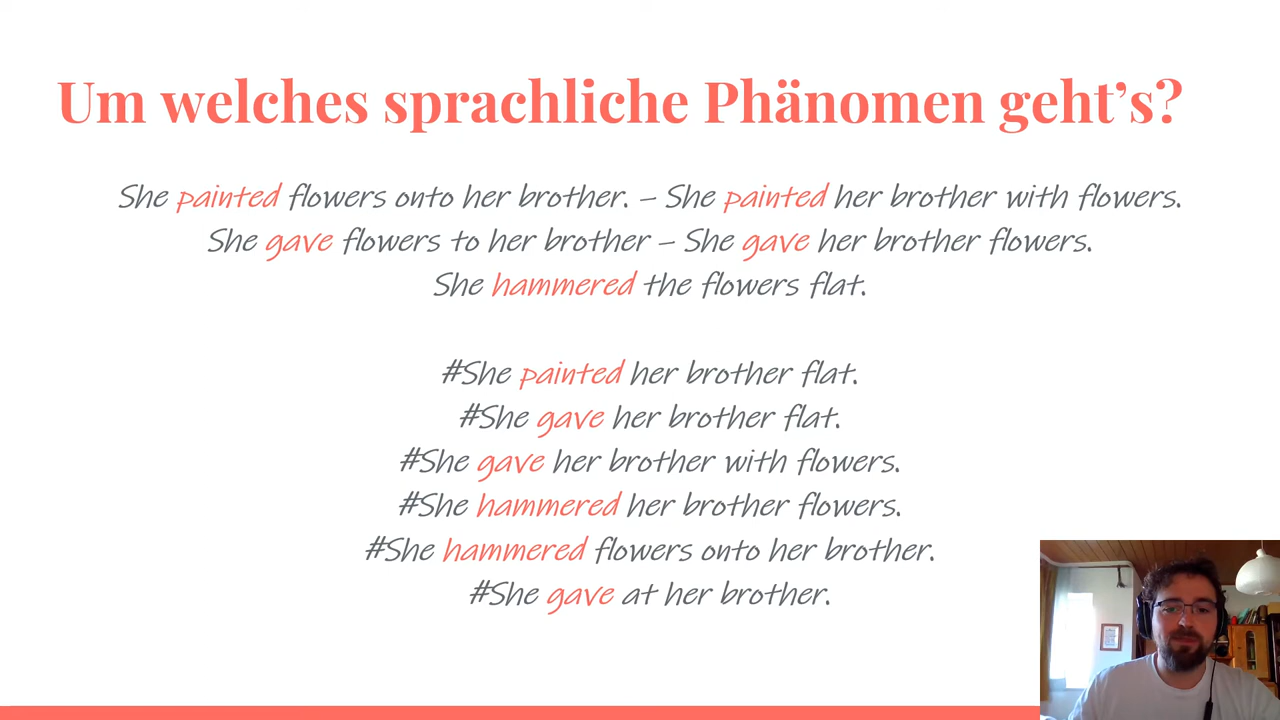 Um welches sprachliche Phänomen geht's?
She painted flowers onto her brother. – She painted her brother with flowers.
She gave flowers to her brother – She gave her brother flowers.
She hammered the flowers flat.
#She painted her brother flat.
#She gave her brother flat.
#She gave her brother with flowers.
#She hammered her brother flowers.
#She hammered flowers onto her brother.
#She gave at her brother.